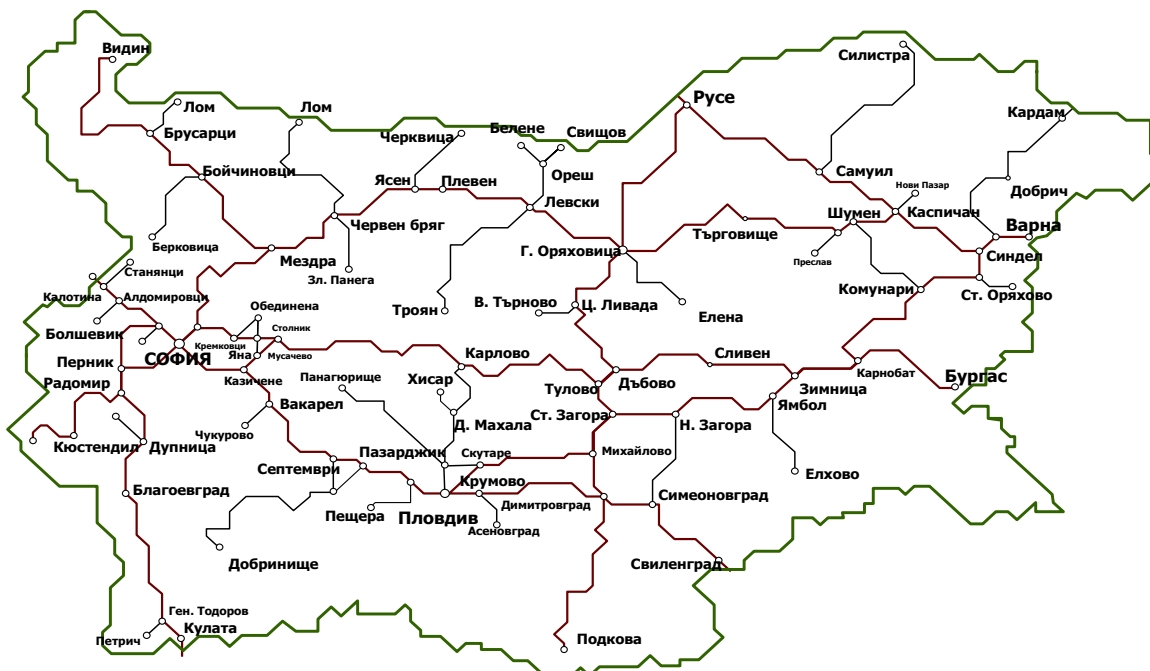 Видин
Силистра
Лом
Лом
Русе
Кардам
Брусарци
Черквица
Белене
Свищов
Бойчиновци
Ясен
Плевен
Ореш
Самуил
Нови Пазар
Добрич
Левски
Шумен
Каспичан
Варна
Червен бряг
Търговище
Берковица
Мездра
Г. Оряховица
Преслав
Синдел
Станянци
Зл. Панега
Комунари
Ст. Оряхово
Калотина
Алдомировци
Обединена
Троян
В. Търново
Ц. Ливада
Елена
Болшевик
Кремковци
Столник
СОФИЯ
Яна
Мусачево
Карлово
Сливен
Перник
Казичене
Панагюрище
Хисар
Тулово
Дъбово
Зимница
Карнобат
Бургас
Радомир
Вакарел
Д. Махала
Ст. Загора
Н. Загора
Ямбол
Кюстендил
Дупница
Чукурово
Пазарджик
Скутаре
Михайлово
Септември
Крумово
Елхово
Благоевград
Пещера
Пловдив
Асеновград
Димитровград
Симеоновград
Добринище
Свиленград
Ген. Тодоров
Петрич
Кулата
Подкова